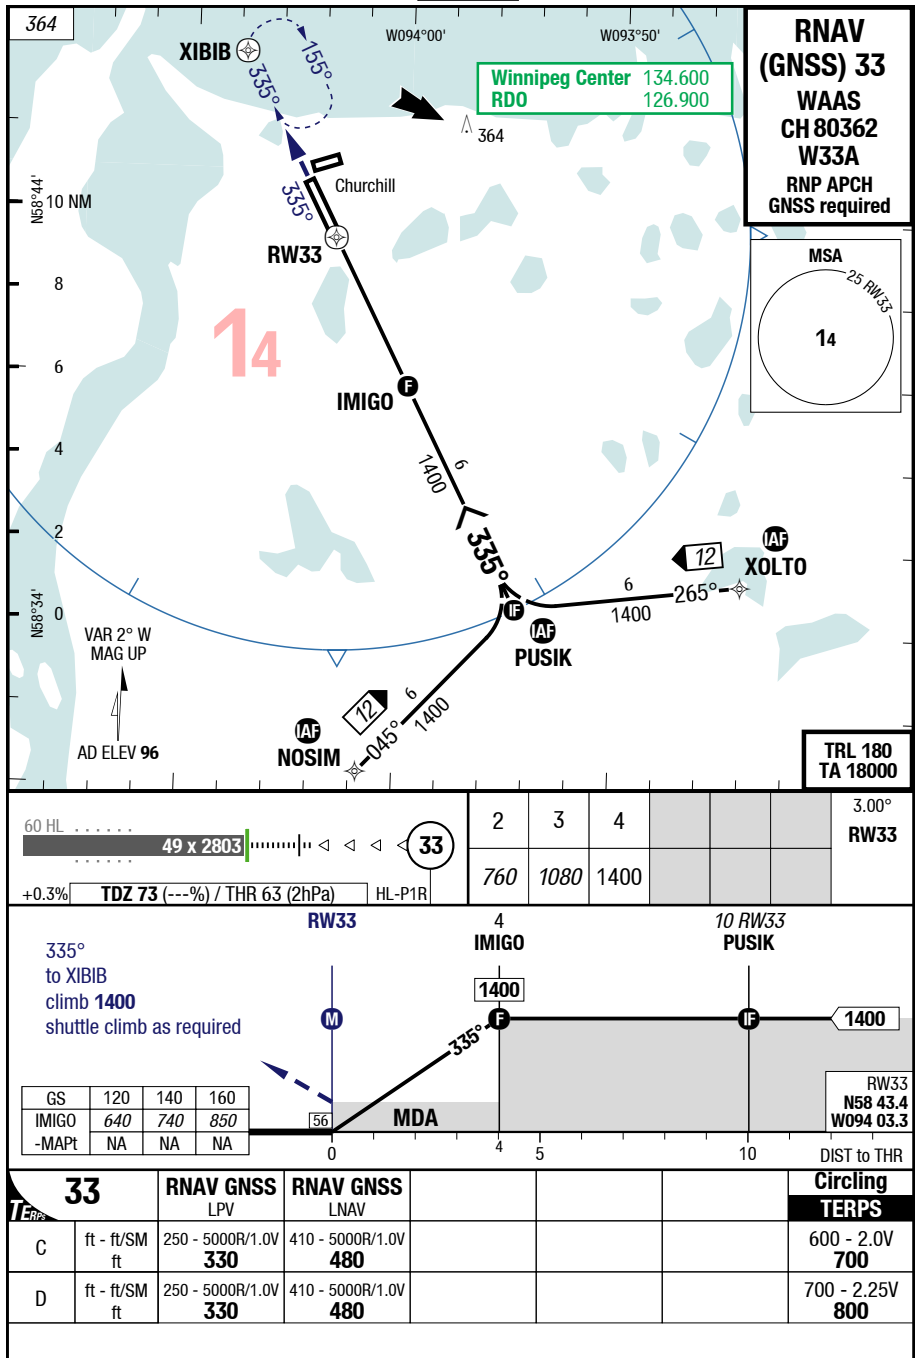 364
XIBIB
335°
155°
W094°00'
W093°50'
Winnipeg Center 134.600
RDO 126.900
RNAV
(GNSS) 33
WAAS
CH 80362
W33A
RNP APCH
GNSS required
364
Churchill
335°
N58°44'
10 NM
RW33
MSA
25 RW33
14
8
14
6
IMIGO
F
4
6
1400
2
335°
12
IAF
XOLTO
N58°34'
0
IF
6
1400
265°
IAF
PUSIK
VAR 2° W
MAG UP
12
6
1400
045°
IAF
NOSIM
AD ELEV 96
TRL 180
TA 18000
60 HL
49 x 2803
33
+0.3%
TDZ 73 (---%) / THR 63 (2hPa)
HL-P1R
2 3 4
760 1080 1400
3.00°
RW33
RW33
4
IMIGO
10 RW33
PUSIK
335°
to XIBIB
climb 1400
shuttle climb as required
1400
M
F
IF
1400
335°
GS 120 140 160
IMIGO 640 740 850
-MAPt NA NA NA
56
MDA
RW33
N58 43.4
W094 03.3
0 4 5 10 DIST to THR
TERPS
33
RNAV GNSS
LPV
RNAV GNSS
LNAV
Circling
TERPS
C
ft - ft/SM
ft
250 - 5000R/1.0V
330
410 - 5000R/1.0V
480
600 - 2.0V
700
D
ft - ft/SM
ft
250 - 5000R/1.0V
330
410 - 5000R/1.0V
480
700 - 2.25V
800